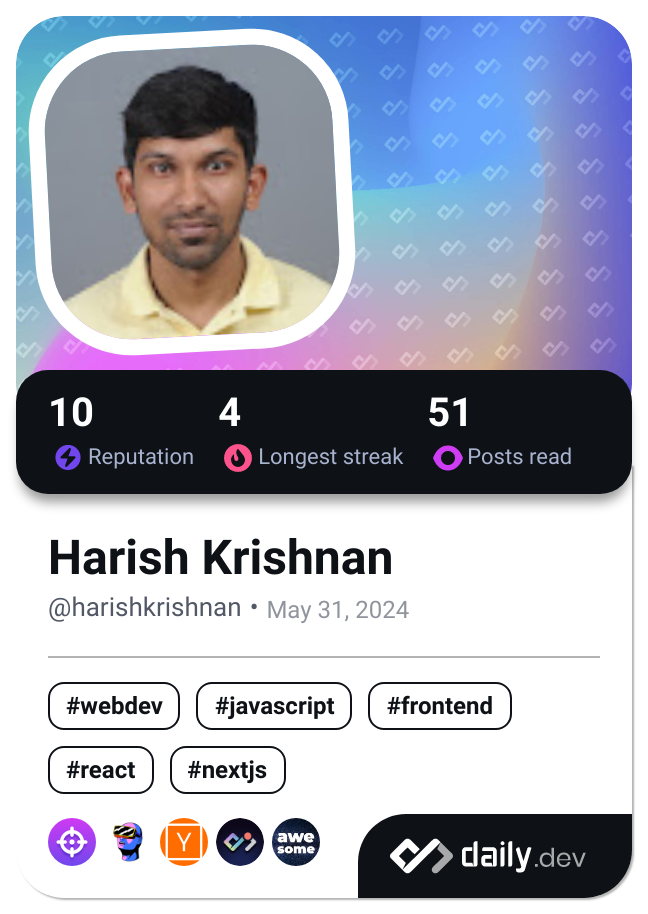 10 4 51
Reputation Longest streak Posts read
Harish Krishnan
@harishkrishnan • May 31, 2024
#webdev #javascript #frontend
#react #nextjs
Y
awe
some
daily.dev